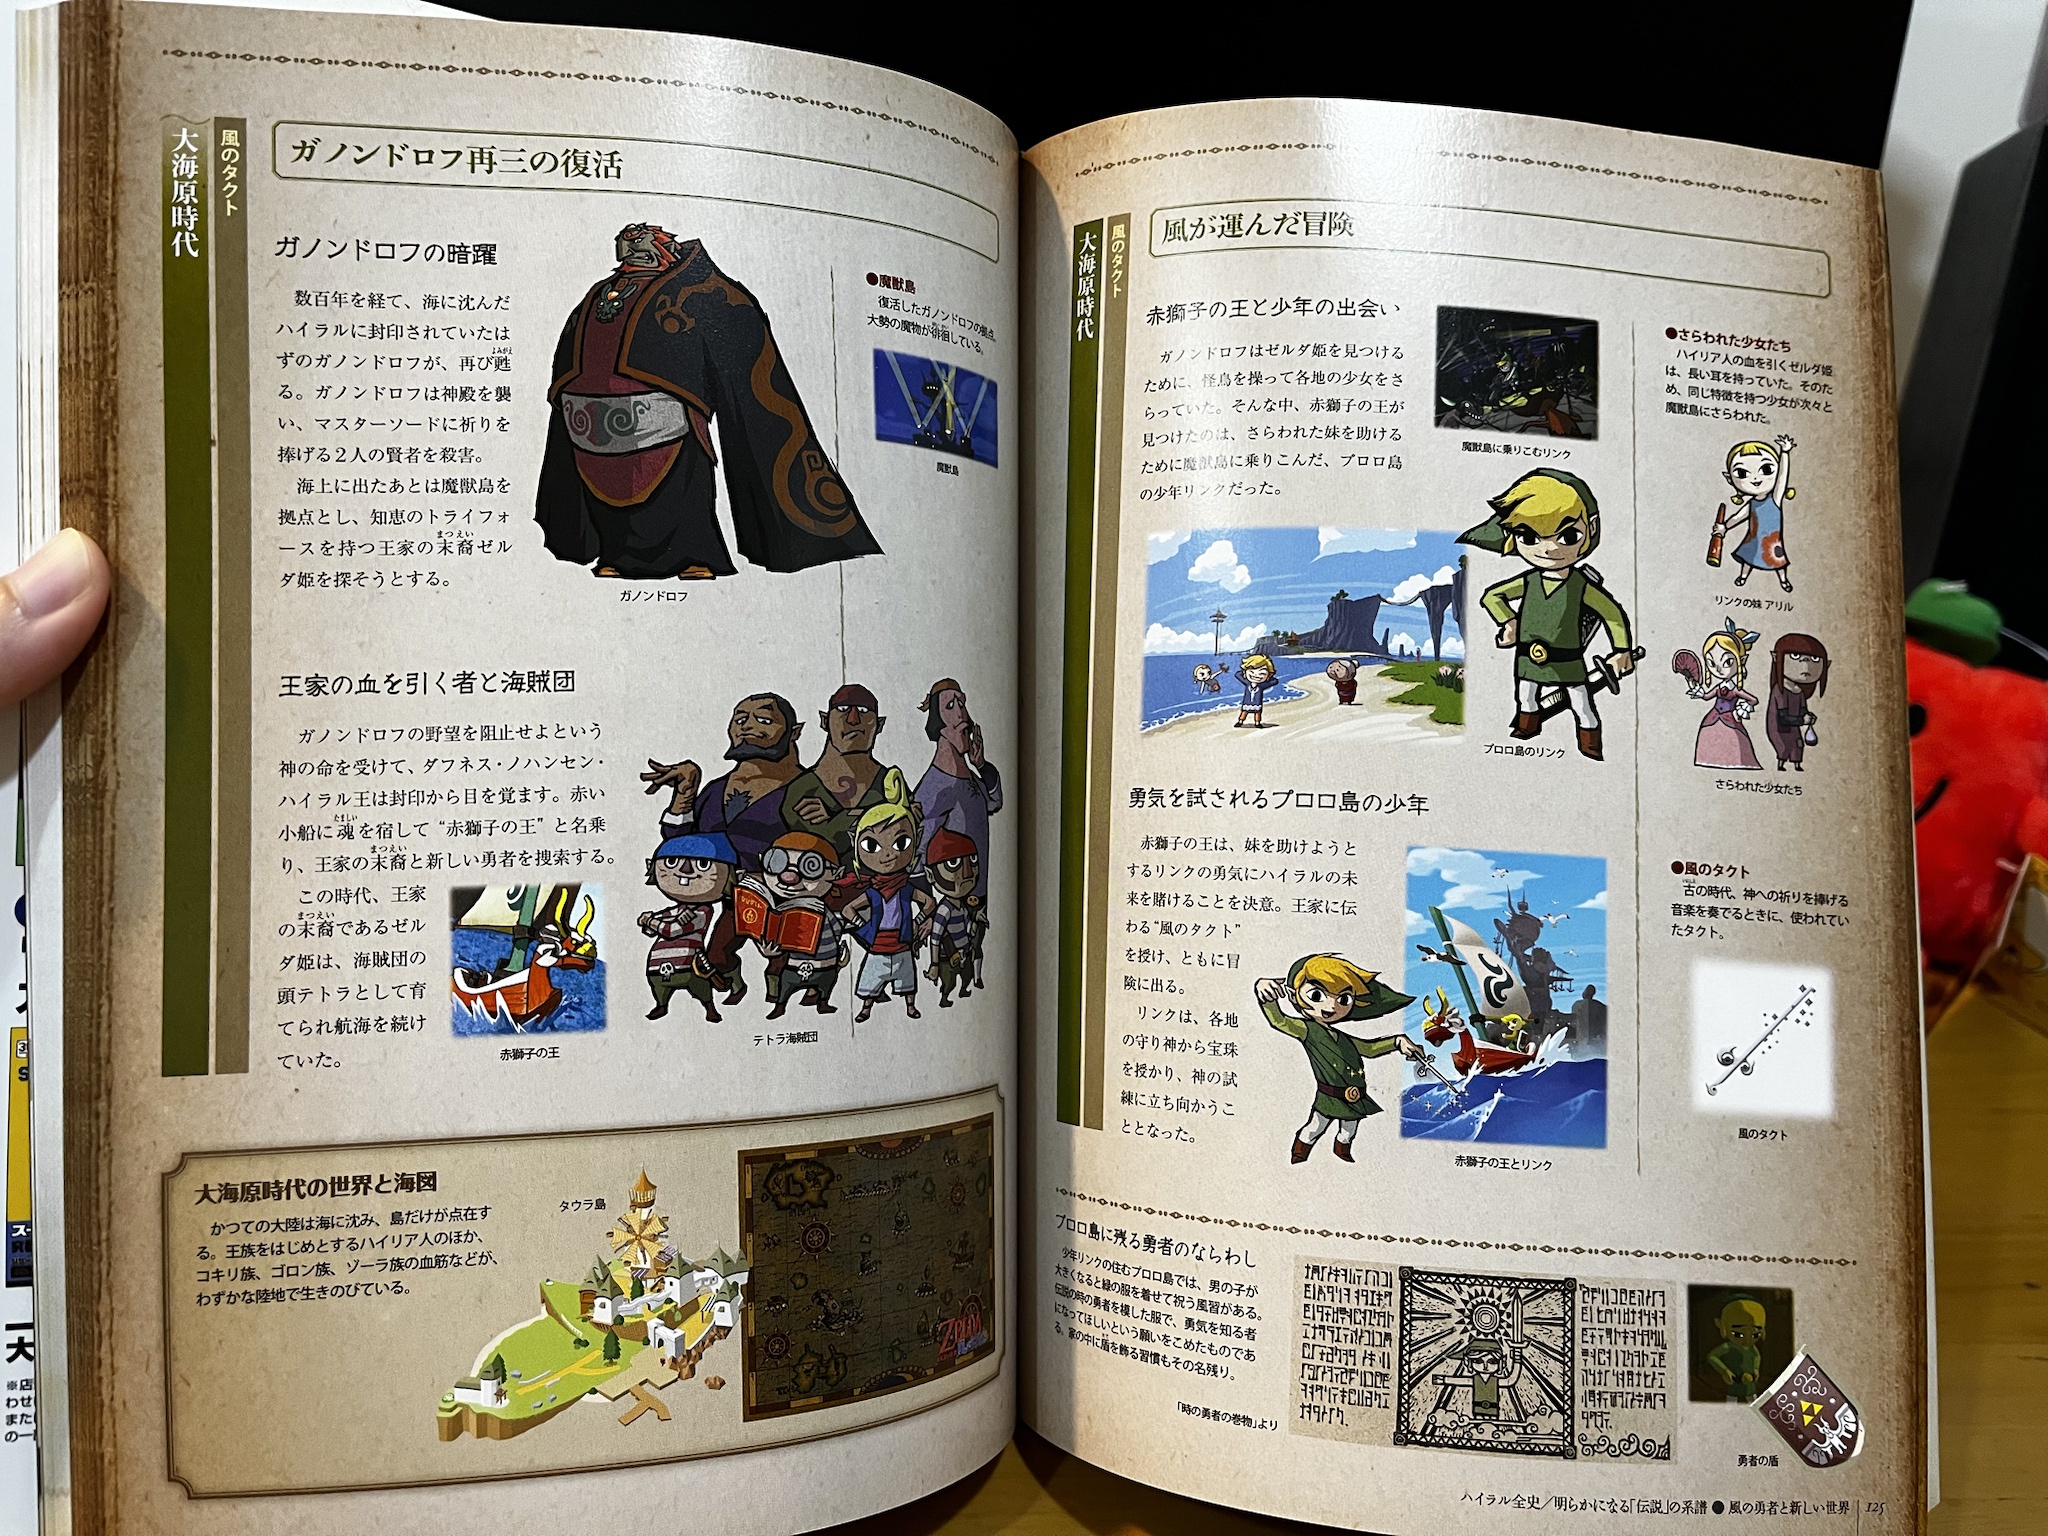 大海原時代
風のタクト
ガノンドロフ再三の復活
ガノンドロフの暗躍
数百年を経て、海に沈んだ
ハイラルに封印されていたは
ずのガノンドロフが、再び甦
よみがえ
る。ガノンドロフは神殿を襲
い、マスターソードに祈りを
捧げる2人の賢者を殺害。
海上に出たあとは魔獣島を
拠点とし、知恵のトライフォ
ースを持つ王家の末裔ゼル
まつえい
ダ姫を探そうとする。
ガノンドロフ
●魔獣島
復活したガノンドロフの拠点。
大勢の魔物が徘徊している。
はいかい
魔獣島
王家の血を引く者と海賊団
ガノンドロフの野望を阻止せよという
神の命を受けて、ダフネス・ノハンセン・
ハイラル王は封印から目を覚ます。赤い
小船に魂を宿して“赤獅子の王”と名乗
たましい
り、王家の末裔と新しい勇者を捜索する。
まつえい
この時代、王家
の末裔であるゼル
まつえい
ダ姫は、海賊団の
頭テトラとして育
てられ航海を続け
ていた。
赤獅子の王
テトラ海賊団
大海原時代の世界と海図
かつての大陸は海に沈み、島だけが点在す
る。王族をはじめとするハイリア人のほか、
コキリ族、ゴロン族、ゾーラ族の血筋などが、
わずかな陸地で生きのびている。
タウラ島
ZELDA
大海原時代
風のタクト
風が運んだ冒険
赤獅子の王と少年の出会い
ガノンドロフはゼルダ姫を見つける
ために、怪鳥を操って各地の少女をさ
らっていた。そんな中、赤獅子の王が
見つけたのは、さらわれた妹を助ける
ために魔獣島に乗りこんだ、プロロ島
の少年リンクだった。
魔獣島に乗りこむリンク
プロロ島のリンク
●さらわれた少女たち
ハイリア人の血を引くゼルダ姫
は、長い耳を持っていた。そのた
め、同じ特徴を持つ少女が次々と
魔獣島にさらわれた。
リンクの妹 アリル
さらわれた少女たち
勇気を試されるプロロ島の少年
赤獅子の王は、妹を助けようと
するリンクの勇気にハイラルの未
来を賭けることを決意。王家に伝
わる“風のタクト”
を授け、ともに冒
険に出る。
リンクは、各地
の守り神から宝珠
を授かり、神の試
練に立ち向かうこ
ととなった。
赤獅子の王とリンク
●風のタクト
古の時代、神への祈りを捧げる
いにしえ
音楽を奏でるときに、使われてい
たタクト。
風のタクト
プロロ島に残る勇者のならわし
少年リンクの住むプロロ島では、男の子が
大きくなると緑の服を着せて祝う風習がある。
伝説の時の勇者を模した服で、勇気を知る者
になってほしいという願いをこめたものであ
る。家の中に盾を飾る習慣もその名残り。
「時の勇者の巻物」より
勇者の盾
ハイラル全史／明らかになる「伝説」の系譜 ● 風の勇者と新しい世界 | 125